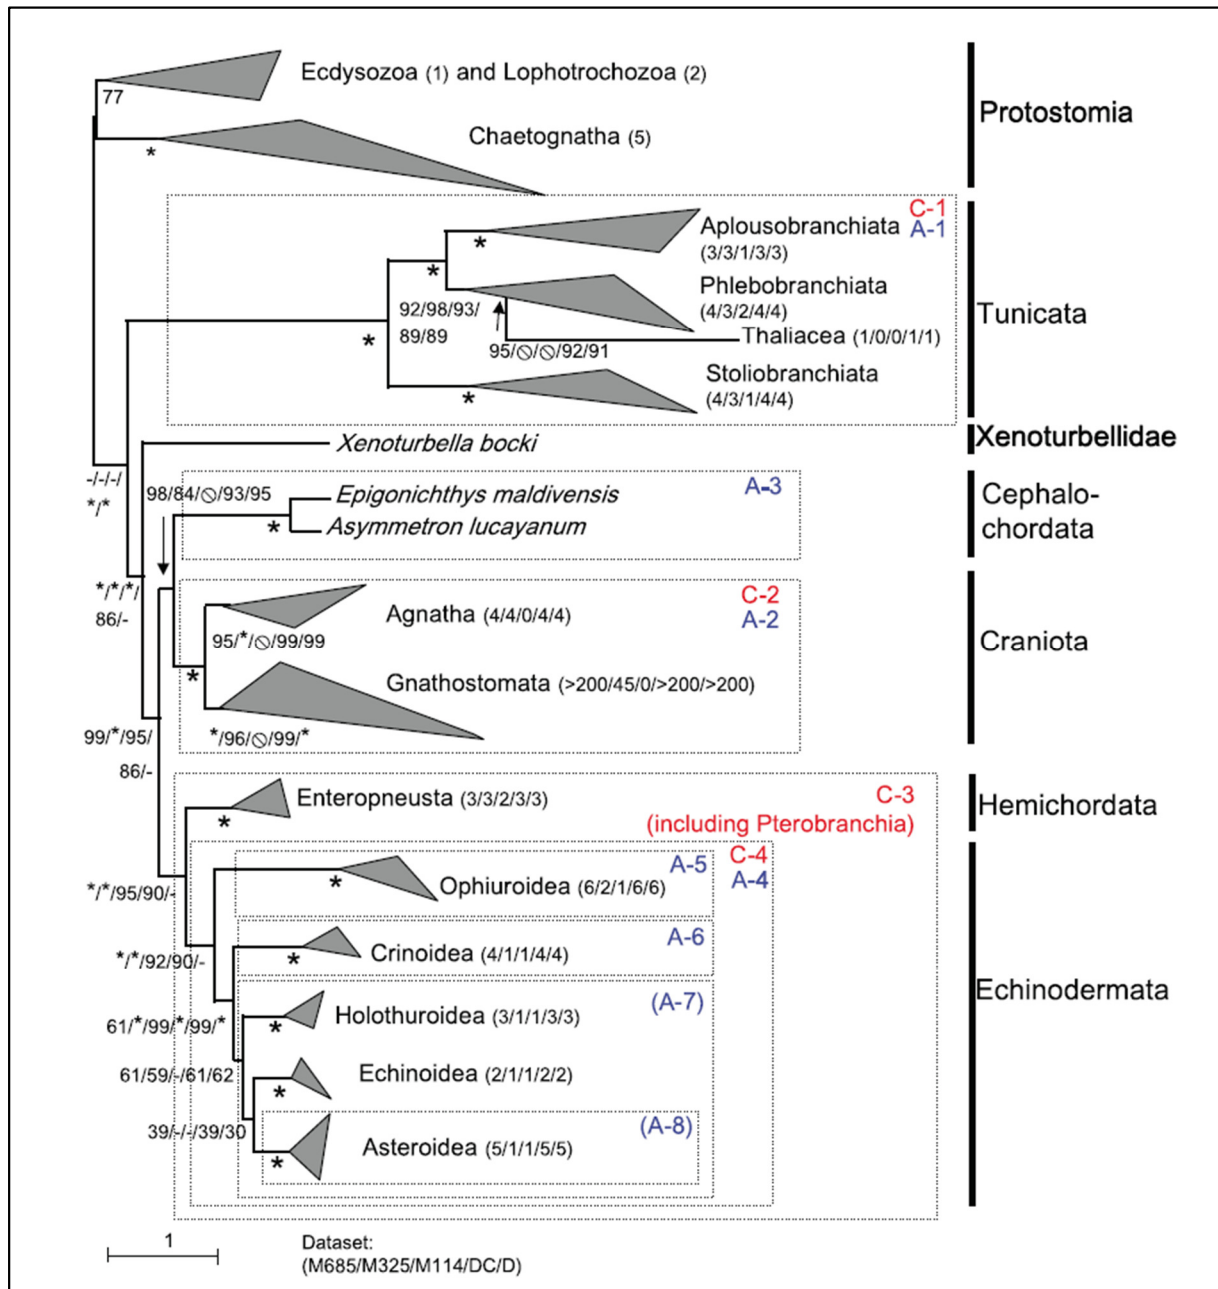 Ecdysozoa (1) and Lophotrochozoa (2)
77
Protostomia
Chaetognatha (5)
*
C-1
A-1
Aplousobranchiata
(3/3/1/3/3)
*
*
Phlebobranchiata
(4/3/2/4/4)
92/98/93/
89/89
Tunicata
*
Thaliacea (1/0/0/1/1)
95/⦸/⦸/92/91
Stoliobranchiata
(4/3/1/4/4)
*
Xenoturbella bocki
Xenoturbellidae
-/-/-/
*/*
98/84/⦸/93/95
A-3
Epigonichthys maldivensis
Asymmetron lucayanum
*
Cephalo-
chordata
*/*/*/
86/-
C-2
A-2
Agnatha (4/4/0/4/4)
95/*/⦸/99/99
Craniota
*
Gnathostomata (>200/45/0/>200/>200)
*/96/⦸/99/*
99/*/95/
86/-
Enteropneusta (3/3/2/3/3)
*
C-3
(including Pterobranchia)
Hemichordata
C-4
A-4
A-5
Ophiuroidea (6/2/1/6/6)
*
*/*/95/90/-
A-6
Crinoidea (4/1/1/4/4)
*
*/*/92/90/-
Echinodermata
(A-7)
Holothuroidea (3/1/1/3/3)
*
61/*/99/*/99/*
Echinoidea (2/1/1/2/2)
*
61/59/-/61/62
(A-8)
Asteroidea (5/1/1/5/5)
*
39/-/-/39/30
1
Dataset:
(M685/M325/M114/DC/D)